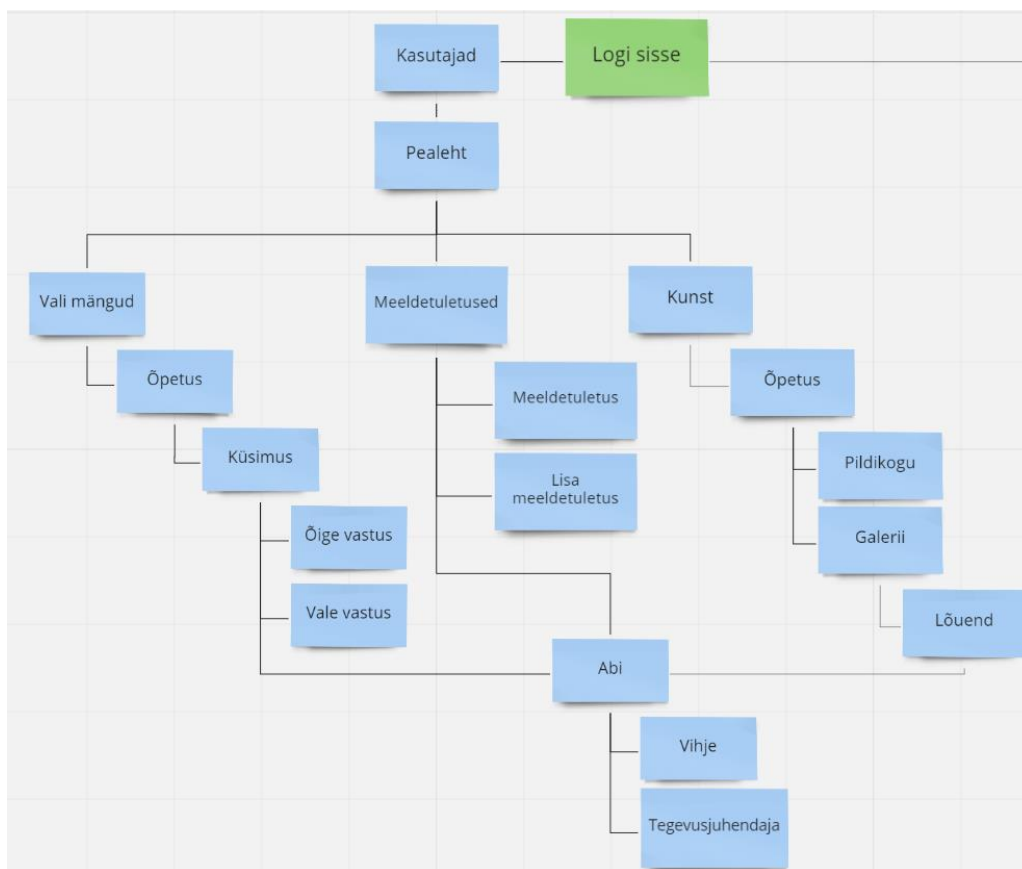 Kasutajad
Logi sisse
Pealeht
Vali mängud
Meeldetuletused
Kunst
Õpetus
Õpetus
Meeldetuletus
Küsimus
Pildikogu
Lisa
meeldetuletus
Õige vastus
Galerii
Vale vastus
Lõuend
Abi
Vihje
Tegevusjuhendaja